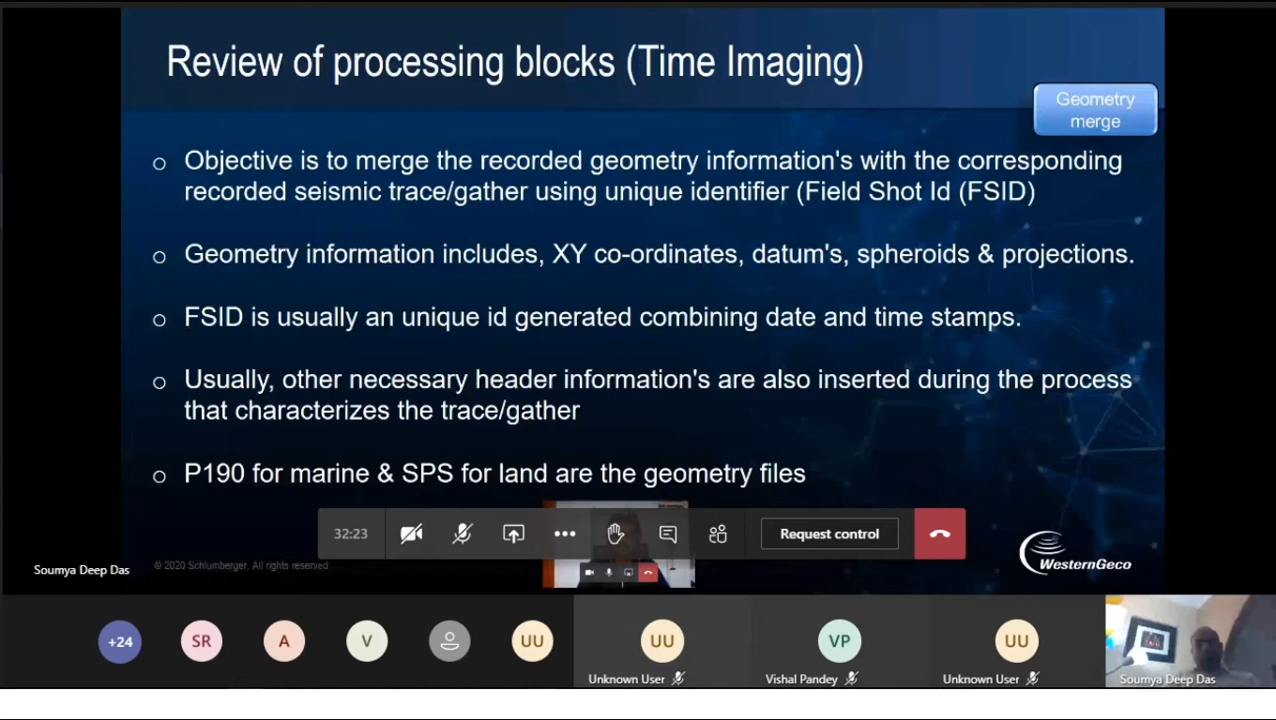 Review of processing blocks (Time Imaging)
Geometry
merge
o Objective is to merge the recorded geometry information's with the corresponding
recorded seismic trace/gather using unique identifier (Field Shot Id (FSID)
o Geometry information includes, XY co-ordinates, datum's, spheroids & projections.
o FSID is usually an unique id generated combining date and time stamps.
o Usually, other necessary header information's are also inserted during the process
that characterizes the trace/gather
o P190 for marine & SPS for land are the geometry files
32:23
Request control
Soumya Deep Das
© 2020 Schlumberger. All rights reserved
WesternGeco
+24
SR
A
V
UU
UU
Unknown User
VP
Vishal Pandey
UU
Unknown User
Soumya Deep Das